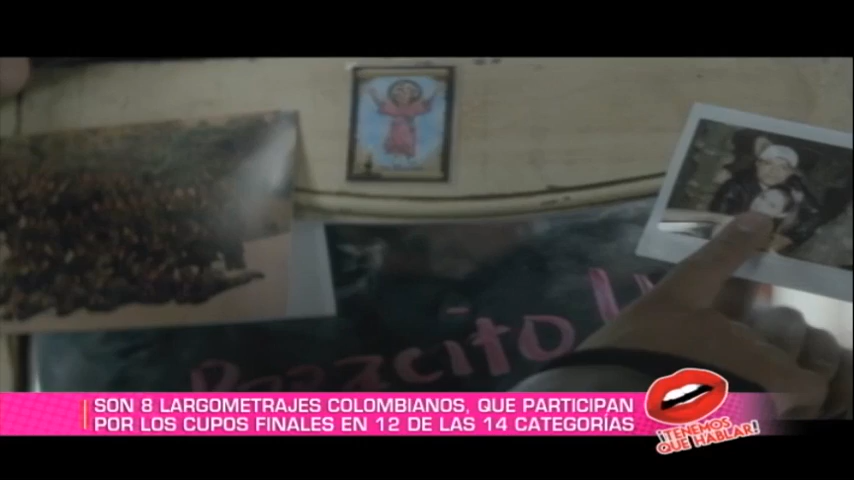 SON 8 LARGOMETRAJES COLOMBIANOS, QUE PARTICIPAN
POR LOS CUPOS FINALES EN 12 DE LAS 14 CATEGORÍAS
¡TENEMOS
QUE HABLAR!